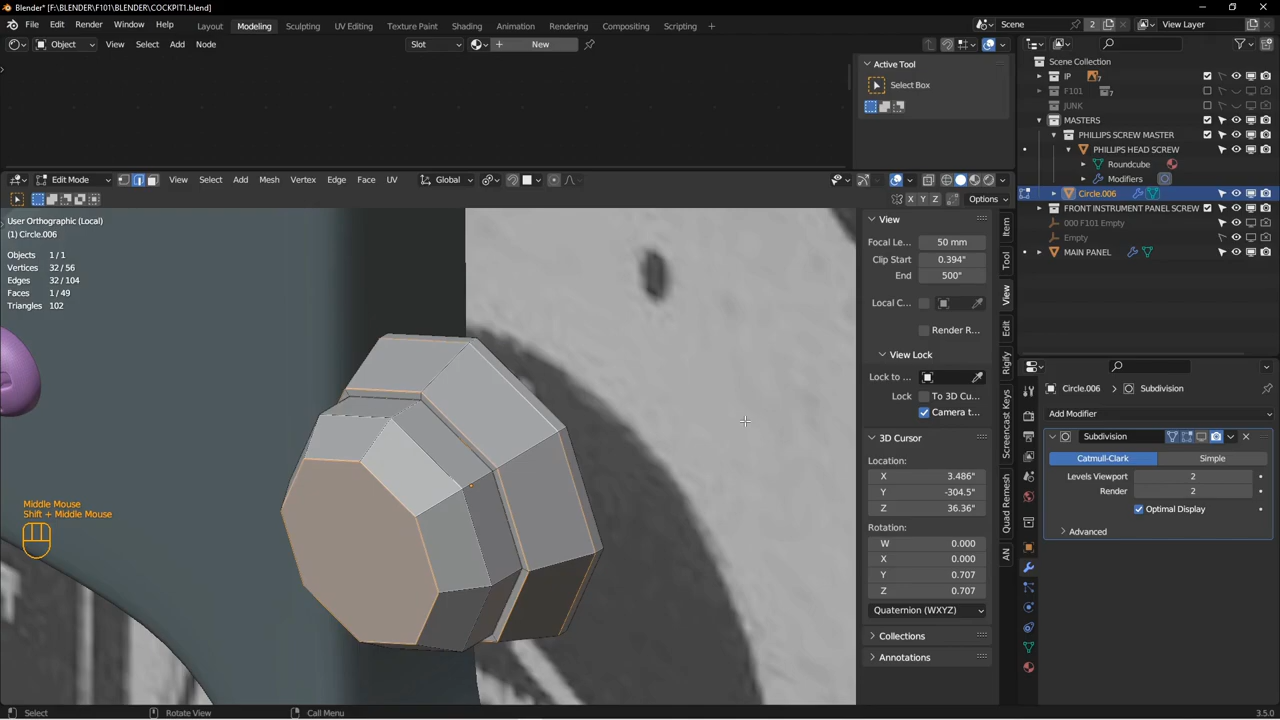 Blender* [F:\F101\BLENDER\COCKPIT1.blend]
File Edit Render Window Help Layout Modeling Sculpting UV Editing Texture Paint Shading Animation Rendering Compositing Scripting + Scene View Layer
Object View Select Add Node Slot New
Active Tool
Select Box
Edit Mode View Select Add Mesh Vertex Edge Face UV Global
X Y Z Options
User Orthographic (Local)
(1) Circle.006
Objects 1/1
Vertices 32/56
Edges 32/104
Faces 1/49
Triangles 102
View
Focal Le... 50 mm
Clip Start 0.394"
End 500"
Local C...
Render R...
View Lock
Lock to ...
Lock To 3D Cu...
Camera t...
3D Cursor
Location:
X 3.486"
Y -304.5"
Z 36.36"
Rotation:
W 0.000
X 0.000
Y 0.707
Z 0.707
Quaternion (WXYZ)
Collections
Annotations
Item
Tool
View
Edit
Rigify
Screencast Keys
Quad Remesh
AN
Scene Collection
IP 7
F101 7
JUNK
MASTERS
PHILLIPS SCREW MASTER
PHILLIPS HEAD SCREW
Roundcube
Modifiers
Circle.006
FRONT INSTRUMENT PANEL SCREW
000 F101 Empty
Empty
MAIN PANEL
Circle.006 > Subdivision
Add Modifier
Subdivision
Catmull-Clark Simple
Levels Viewport 2
Render 2
Optimal Display
Advanced
Middle Mouse
Shift + Middle Mouse
Select Rotate View Call Menu 3.5.0